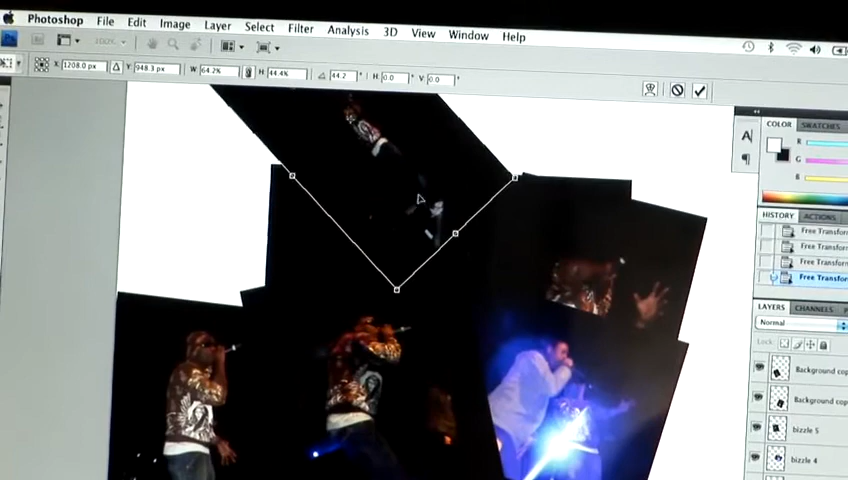 Photoshop File Edit Image Layer Select Filter Analysis 3D View Window Help
X: 1208.0 px Y: 948.3 px W: 64.2% H: 44.4% 44.2 ° H: 0.0 ° V: 0.0 °
COLOR SWATCHES
R
G
B
HISTORY ACTIONS
Free Transform
Free Transform
Free Transform
Free Transform
LAYERS CHANNELS
Normal
Lock:
Background cop
Background cop
bizzle 5
bizzle 4